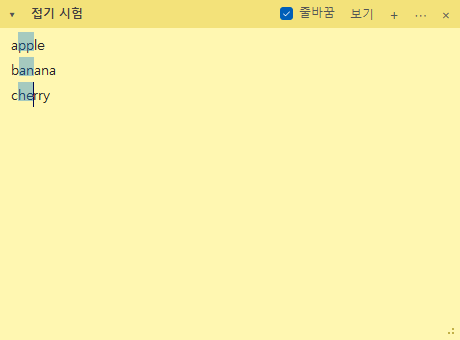 ▾ 접기 시험 줄바꿈 보기 + ⋯ ×
apple
banana
cherry